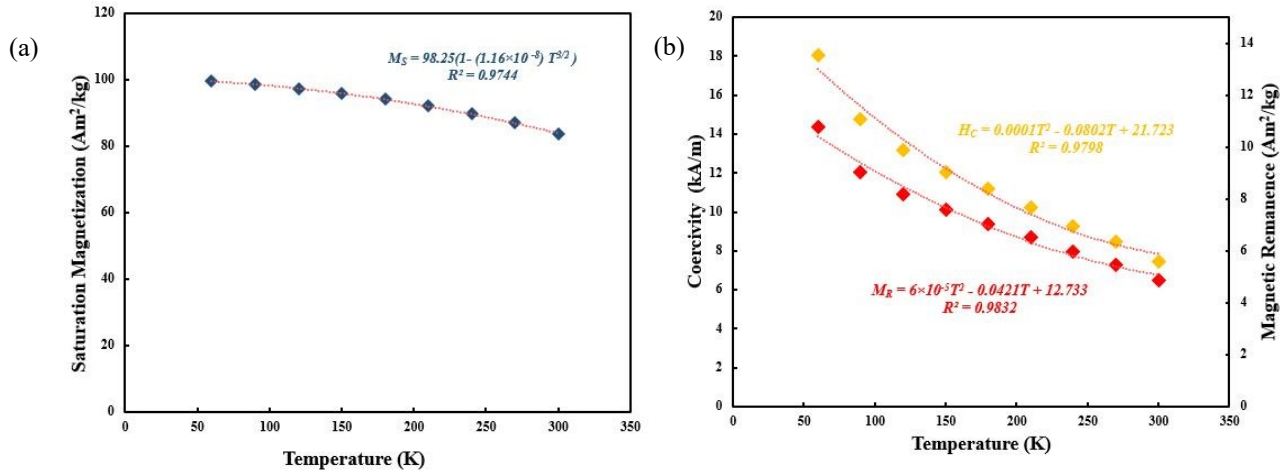 (a)
120
100
80
60
40
20
0
0 50 100 150 200 250 300 350
Saturation Magnetization (Am²/kg)
Temperature (K)
M_S = 98.25(1- (1.16×10 ⁻⁸) T³ᐟ² )
R² = 0.9744
(b)
20
18
16
14
12
10
8
6
4
2
0
0 50 100 150 200 250 300 350
14
12
10
8
6
4
2
0
Coercivity (kA/m)
Magnetic Remanence (Am²/kg)
Temperature (K)
H_C = 0.0001T² - 0.0802T + 21.723
R² = 0.9798
M_R = 6×10⁻⁵T² - 0.0421T + 12.733
R² = 0.9832